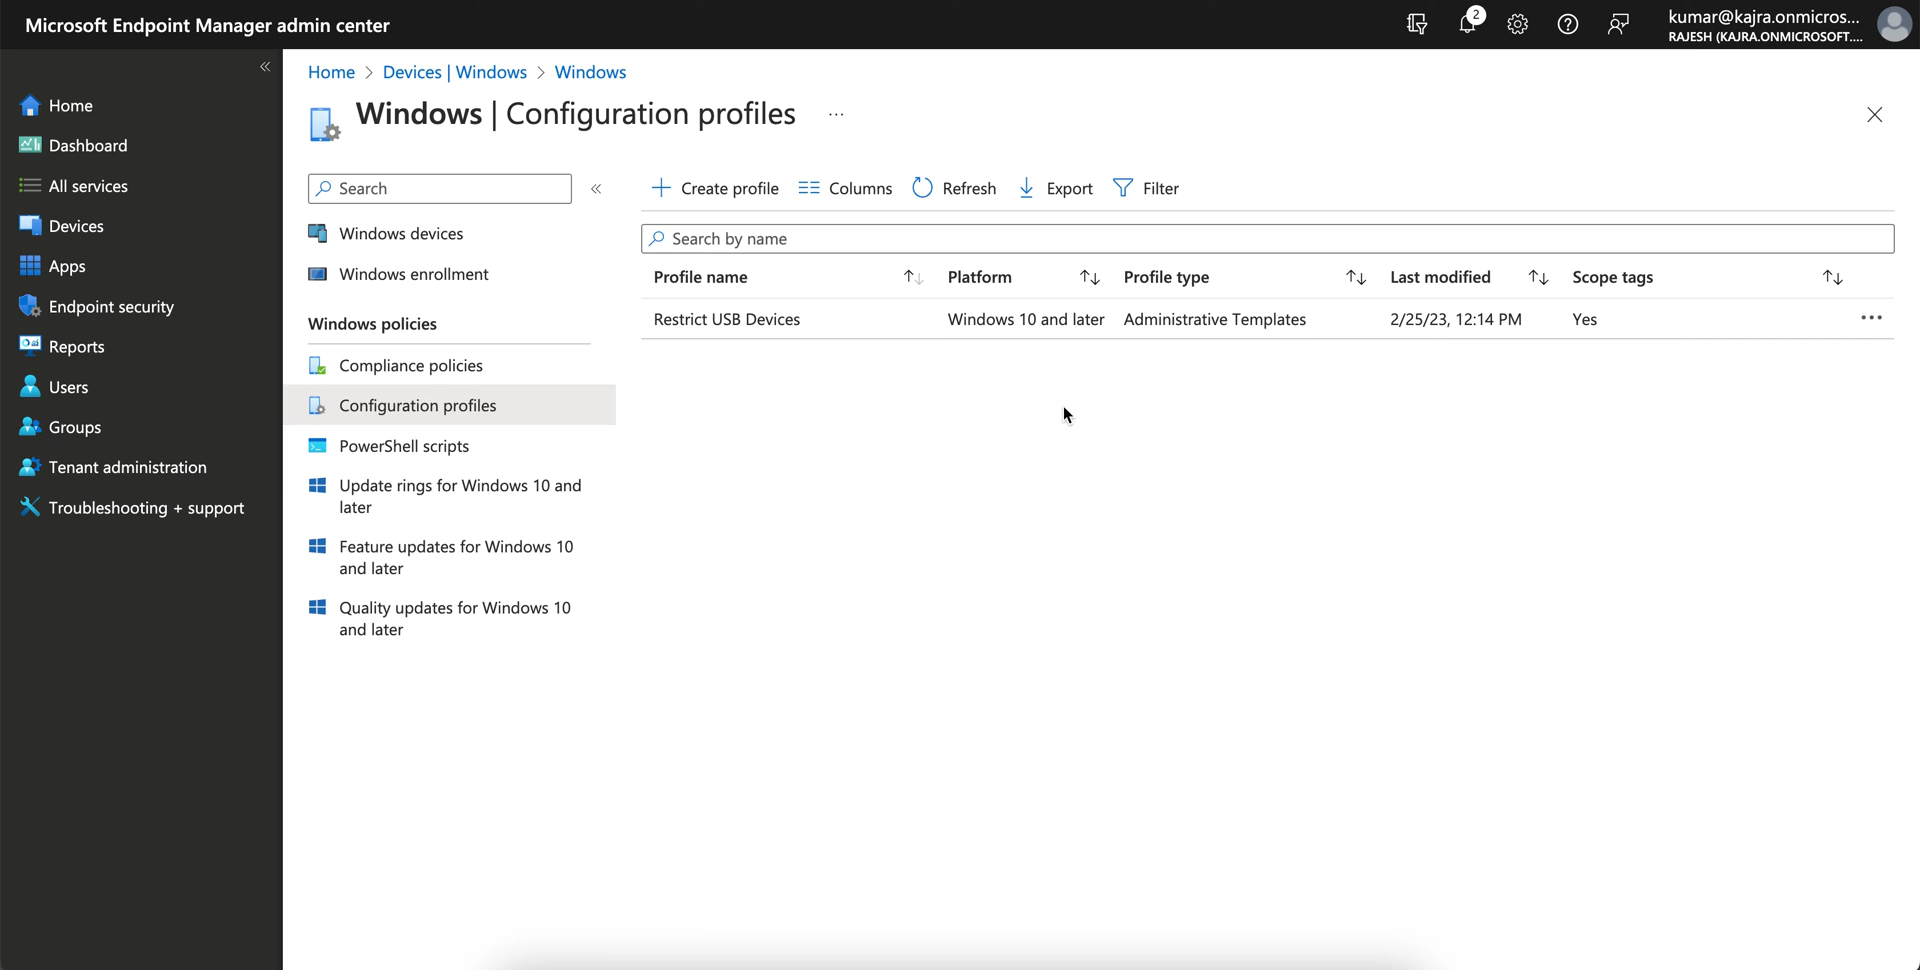 Microsoft Endpoint Manager admin center
2
kumar@kajra.onmicros...
RAJESH (KAJRA.ONMICROSOFT....
Home
Dashboard
All services
Devices
Apps
Endpoint security
Reports
Users
Groups
Tenant administration
Troubleshooting + support
Home > Devices | Windows > Windows
Windows | Configuration profiles ...
Search
Windows devices
Windows enrollment
Windows policies
Compliance policies
Configuration profiles
PowerShell scripts
Update rings for Windows 10 and
later
Feature updates for Windows 10
and later
Quality updates for Windows 10
and later
Create profile Columns Refresh Export Filter
Search by name
Profile name Platform Profile type Last modified Scope tags
Restrict USB Devices Windows 10 and later Administrative Templates 2/25/23, 12:14 PM Yes ...